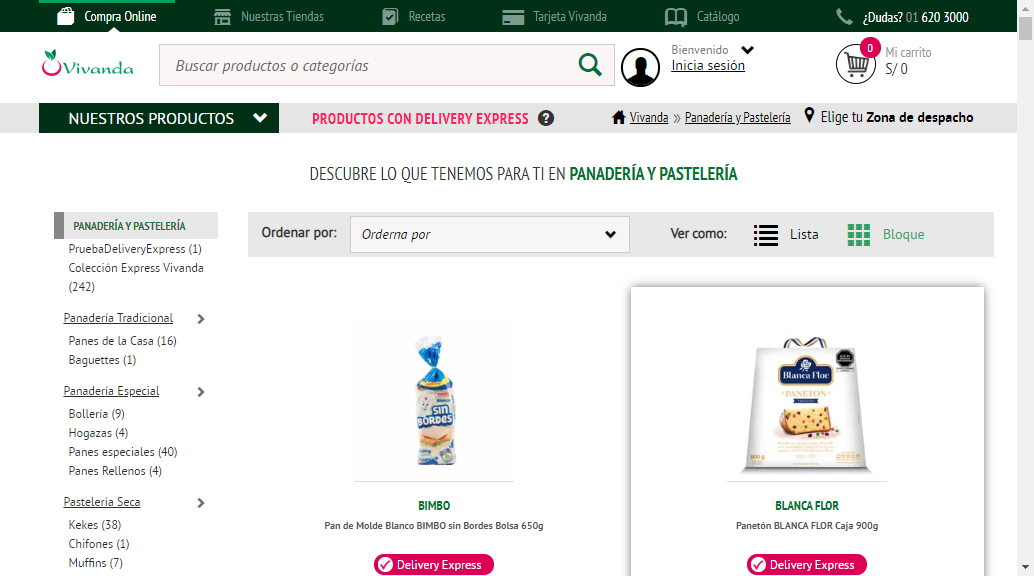 Compra Online
Nuestras Tiendas
Recetas
Tarjeta Vivanda
Catálogo
¿Dudas? 01 620 3000
Vivanda
Buscar productos o categorías
Bienvenido
Inicia sesión
0
Mi carrito
S/ 0
NUESTROS PRODUCTOS
PRODUCTOS CON DELIVERY EXPRESS ?
Vivanda » Panadería y Pastelería
Elige tu Zona de despacho
DESCUBRE LO QUE TENEMOS PARA TI EN PANADERÍA Y PASTELERÍA
PANADERÍA Y PASTELERÍA
PruebaDeliveryExpress (1)
Colección Express Vivanda
(242)
Panadería Tradicional
Panes de la Casa (16)
Baguettes (1)
Panadería Especial
Bollería (9)
Hogazas (4)
Panes especiales (40)
Panes Rellenos (4)
Pastelería Seca
Kekes (38)
Chifones (1)
Muffins (7)
Ordenar por:
Orderna por
Ver como:
Lista
Bloque
Blanco
SIN
BORDES
BIMBO
Pan de Molde Blanco BIMBO sin Bordes Bolsa 650g
Delivery Express
Blanca Flor
PANETON
900 g
BLANCA FLOR
Panetón BLANCA FLOR Caja 900g
Delivery Express